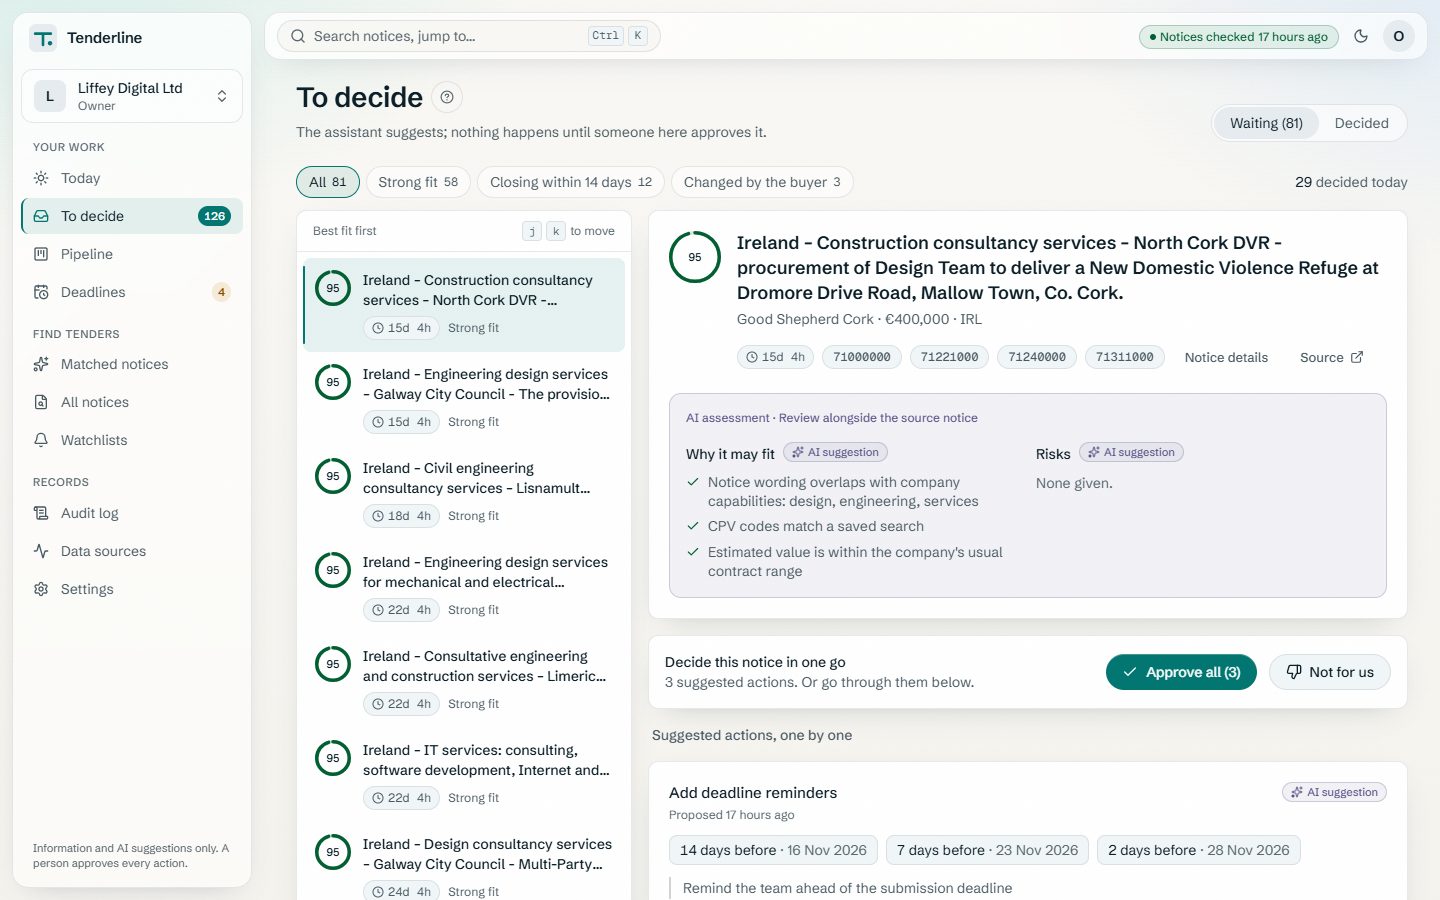 Tenderline
L
Liffey Digital Ltd
Owner
YOUR WORK
Today
To decide 126
Pipeline
Deadlines 4
FIND TENDERS
Matched notices
All notices
Watchlists
RECORDS
Audit log
Data sources
Settings
Information and AI suggestions only. A
person approves every action.
Search notices, jump to... Ctrl K
Notices checked 17 hours ago
O
To decide
The assistant suggests; nothing happens until someone here approves it.
Waiting (81) Decided
All 81 Strong fit 58 Closing within 14 days 12 Changed by the buyer 3
29 decided today
Best fit first j k to move
95
Ireland – Construction consultancy
services – North Cork DVR -...
15d 4h Strong fit
95
Ireland – Engineering design services
– Galway City Council - The provisio...
15d 4h Strong fit
95
Ireland – Civil engineering
consultancy services – Lisnamult...
18d 4h Strong fit
95
Ireland – Engineering design services
for mechanical and electrical...
22d 4h Strong fit
95
Ireland – Consultative engineering
and construction services – Limeric...
22d 4h Strong fit
95
Ireland – IT services: consulting,
software development, Internet and...
22d 4h Strong fit
95
Ireland – Design consultancy services
– Galway City Council - Multi-Party...
24d 4h Strong fit
95
Ireland – Construction consultancy services – North Cork DVR -
procurement of Design Team to deliver a New Domestic Violence Refuge at
Dromore Drive Road, Mallow Town, Co. Cork.
Good Shepherd Cork · €400,000 · IRL
15d 4h 71000000 71221000 71240000 71311000 Notice details Source
AI assessment · Review alongside the source notice
Why it may fit AI suggestion
Notice wording overlaps with company
capabilities: design, engineering, services
CPV codes match a saved search
Estimated value is within the company's usual
contract range
Risks AI suggestion
None given.
Decide this notice in one go
3 suggested actions. Or go through them below.
Approve all (3) Not for us
Suggested actions, one by one
Add deadline reminders AI suggestion
Proposed 17 hours ago
14 days before · 16 Nov 2026 7 days before · 23 Nov 2026 2 days before · 28 Nov 2026
Remind the team ahead of the submission deadline